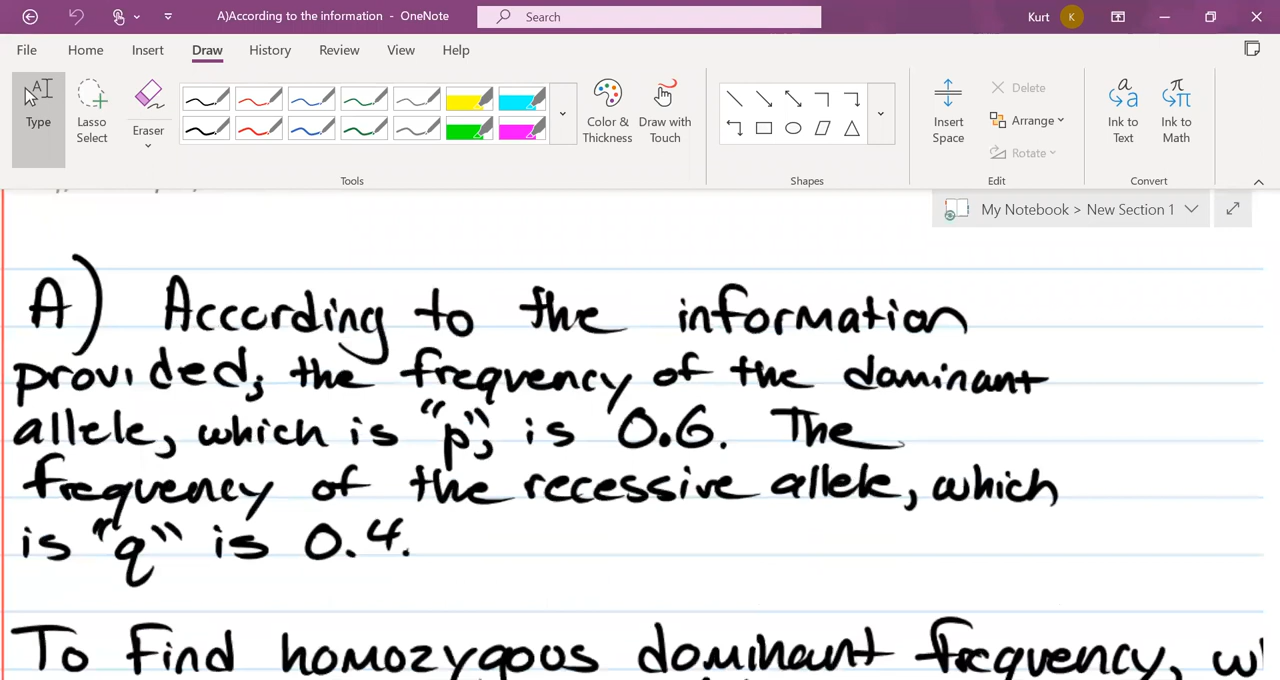 A)According to the information - OneNote
Search
Kurt K
File Home Insert Draw History Review View Help
Type
Lasso Select
Eraser
Color & Thickness
Draw with Touch
Insert Space
Delete
Arrange
Rotate
Ink to Text
Ink to Math
Tools Shapes Edit Convert
My Notebook > New Section 1
A) According to the information
provided, the frequency of the dominant
allele, which is "p", is 0.6. The
frequency of the recessive allele, which
is "q" is 0.4.
To find homozygous dominant frequency,